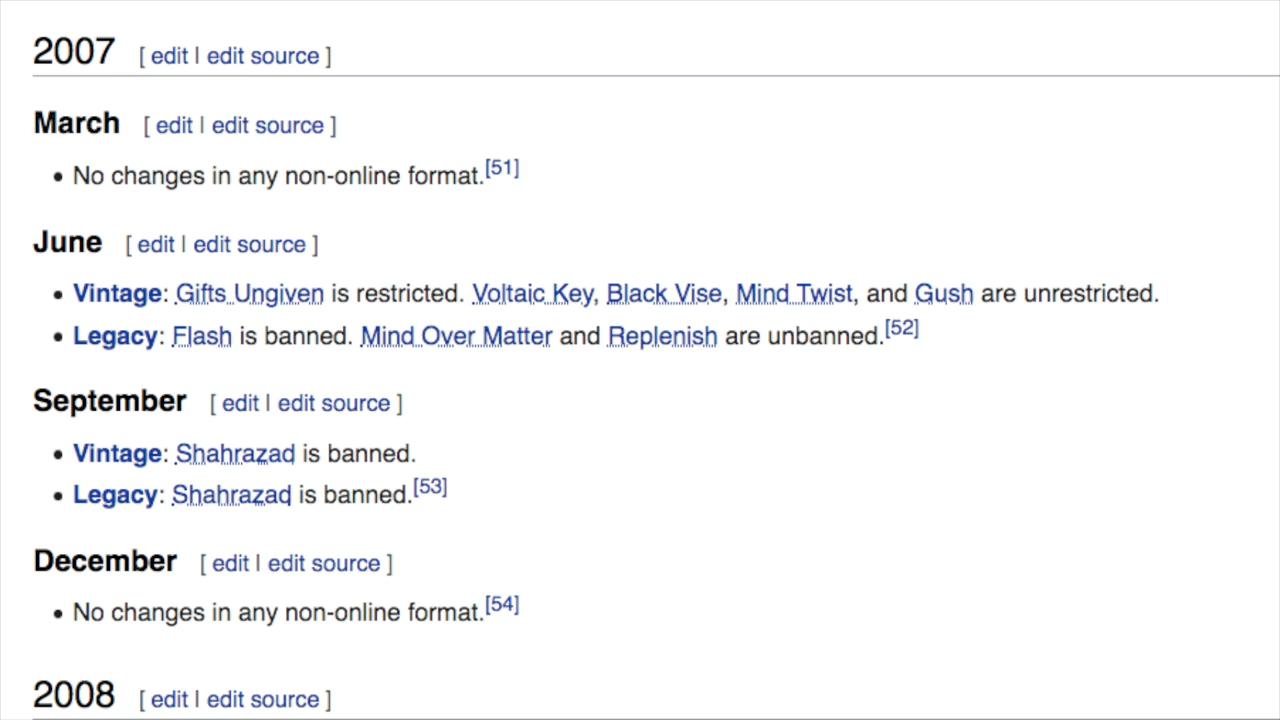 2007 [ edit | edit source ]
March [ edit | edit source ]
• No changes in any non-online format.[51]
June [ edit | edit source ]
• Vintage: Gifts Ungiven is restricted. Voltaic Key, Black Vise, Mind Twist, and Gush are unrestricted.
• Legacy: Flash is banned. Mind Over Matter and Replenish are unbanned.[52]
September [ edit | edit source ]
• Vintage: Shahrazad is banned.
• Legacy: Shahrazad is banned.[53]
December [ edit | edit source ]
• No changes in any non-online format.[54]
2008 [ edit | edit source ]